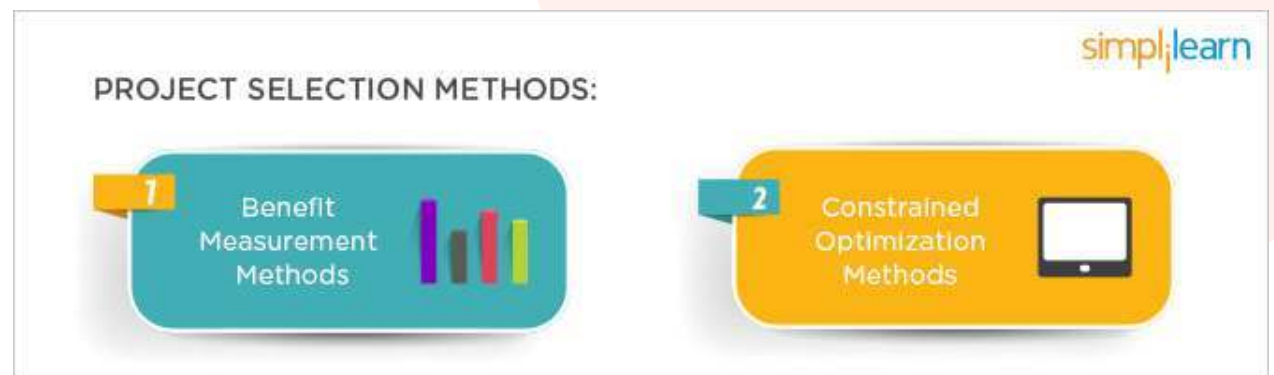 simplilearn
PROJECT SELECTION METHODS:
1
Benefit
Measurement
Methods
2
Constrained
Optimization
Methods